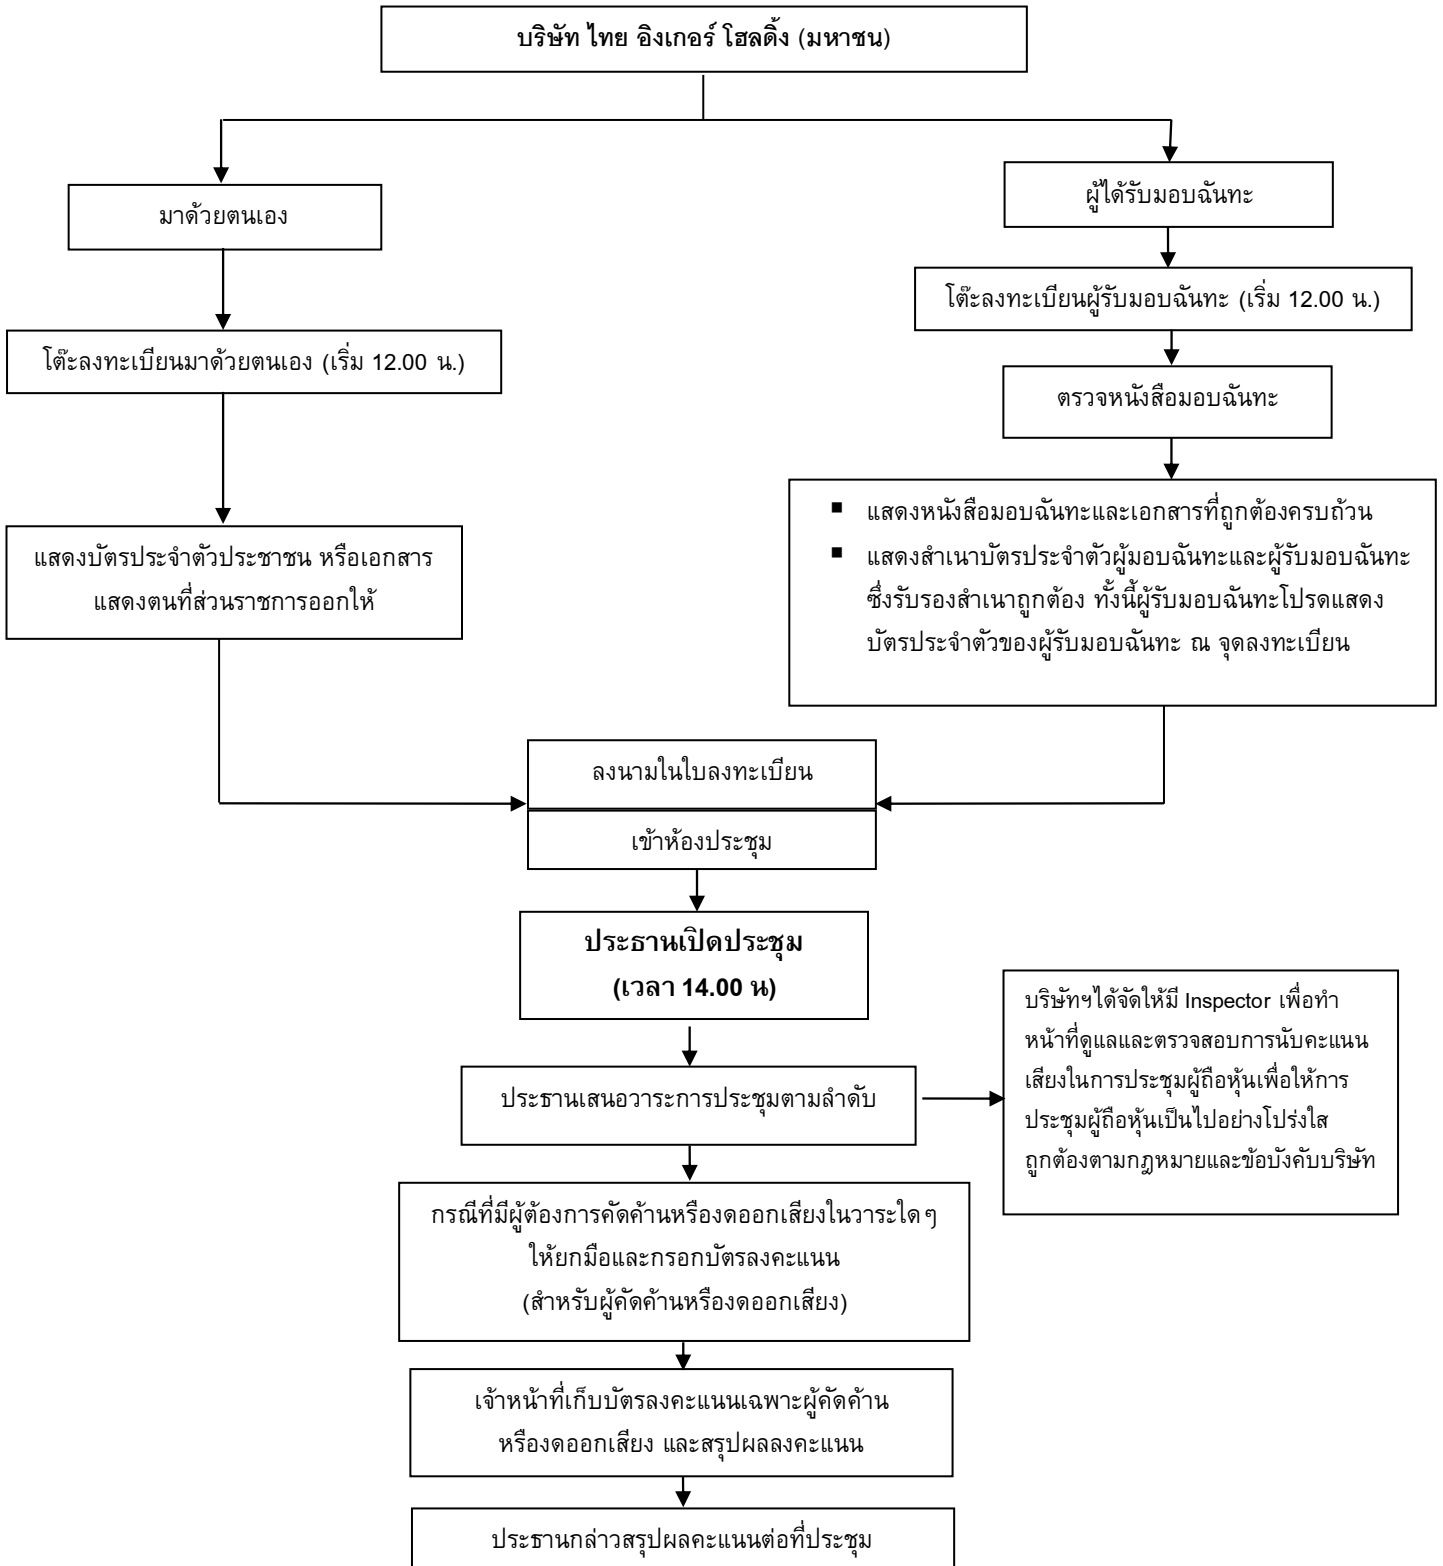 บริษัท ไทย อิงเกอร์ โฮลดิ้ง (มหาชน)
มาด้วยตนเอง
ผู้ได้รับมอบฉันทะ
โต๊ะลงทะเบียนมาด้วยตนเอง (เริ่ม 12.00 น.)
โต๊ะลงทะเบียนผู้รับมอบฉันทะ (เริ่ม 12.00 น.)
ตรวจหนังสือมอบฉันทะ
แสดงบัตรประจำตัวประชาชน หรือเอกสาร
แสดงตนที่ส่วนราชการออกให้
▪ แสดงหนังสือมอบฉันทะและเอกสารที่ถูกต้องครบถ้วน
▪ แสดงสำเนาบัตรประจำตัวผู้มอบฉันทะและผู้รับมอบฉันทะ
ซึ่งรับรองสำเนาถูกต้อง ทั้งนี้ผู้รับมอบฉันทะโปรดแสดง
บัตรประจำตัวของผู้รับมอบฉันทะ ณ จุดลงทะเบียน
ลงนามในใบลงทะเบียน
เข้าห้องประชุม
ประธานเปิดประชุม
(เวลา 14.00 น)
ประธานเสนอวาระการประชุมตามลำดับ
บริษัทฯได้จัดให้มี Inspector เพื่อทำ
หน้าที่ดูแลและตรวจสอบการนับคะแนน
เสียงในการประชุมผู้ถือหุ้นเพื่อให้การ
ประชุมผู้ถือหุ้นเป็นไปอย่างโปร่งใส
ถูกต้องตามกฎหมายและข้อบังคับบริษัท
กรณีที่มีผู้ต้องการคัดค้านหรืองดออกเสียงในวาระใดๆ
ให้ยกมือและกรอกบัตรลงคะแนน
(สำหรับผู้คัดค้านหรืองดออกเสียง)
เจ้าหน้าที่เก็บบัตรลงคะแนนเฉพาะผู้คัดค้าน
หรืองดออกเสียง และสรุปผลลงคะแนน
ประธานกล่าวสรุปผลคะแนนต่อที่ประชุม